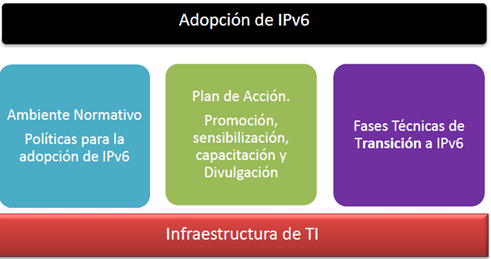 Adopción de IPv6
Ambiente Normativo
Políticas para la
adopción de IPv6
Plan de Acción.
Promoción,
sensibilización,
capacitación y
Divulgación
Fases Técnicas de
Transición a IPv6
Infraestructura de TI